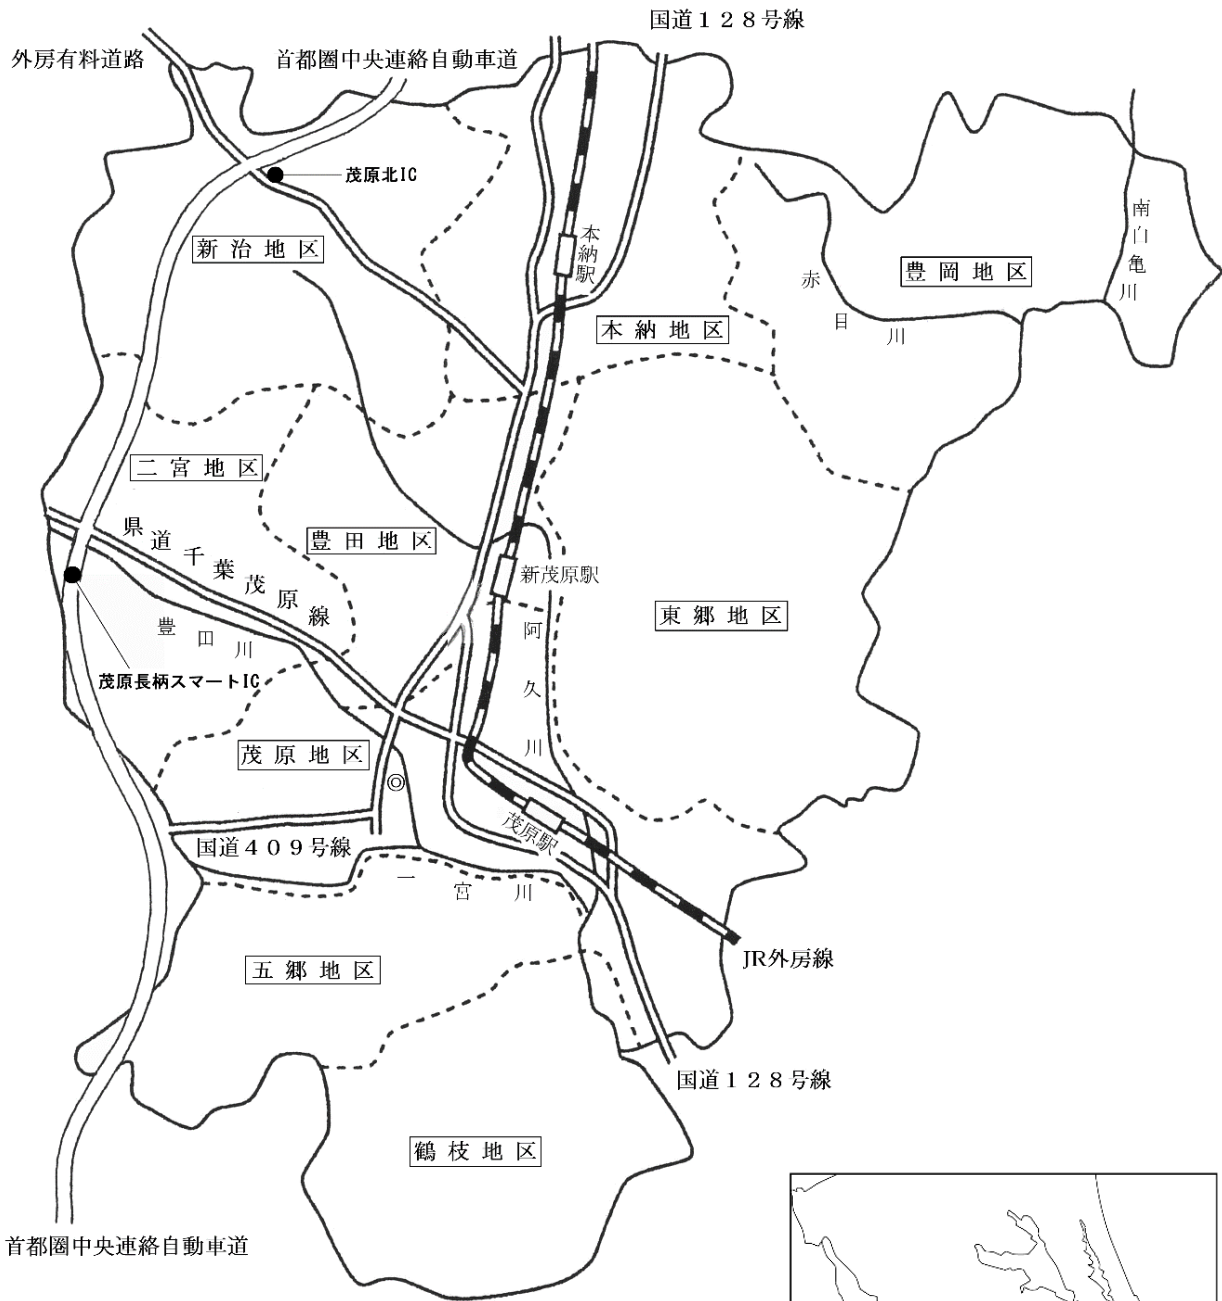 国道１２８号線
外房有料道路
首都圏中央連絡自動車道
茂原北IC
本納駅
新治地区
豊岡地区
南白亀川
赤目川
本納地区
二宮地区
豊田地区
県道千葉茂原線
新茂原駅
東郷地区
豊田川
阿久川
茂原長柄スマートIC
茂原地区
茂原駅
国道４０９号線
一宮川
JR外房線
五郷地区
国道１２８号線
鶴枝地区
首都圏中央連絡自動車道